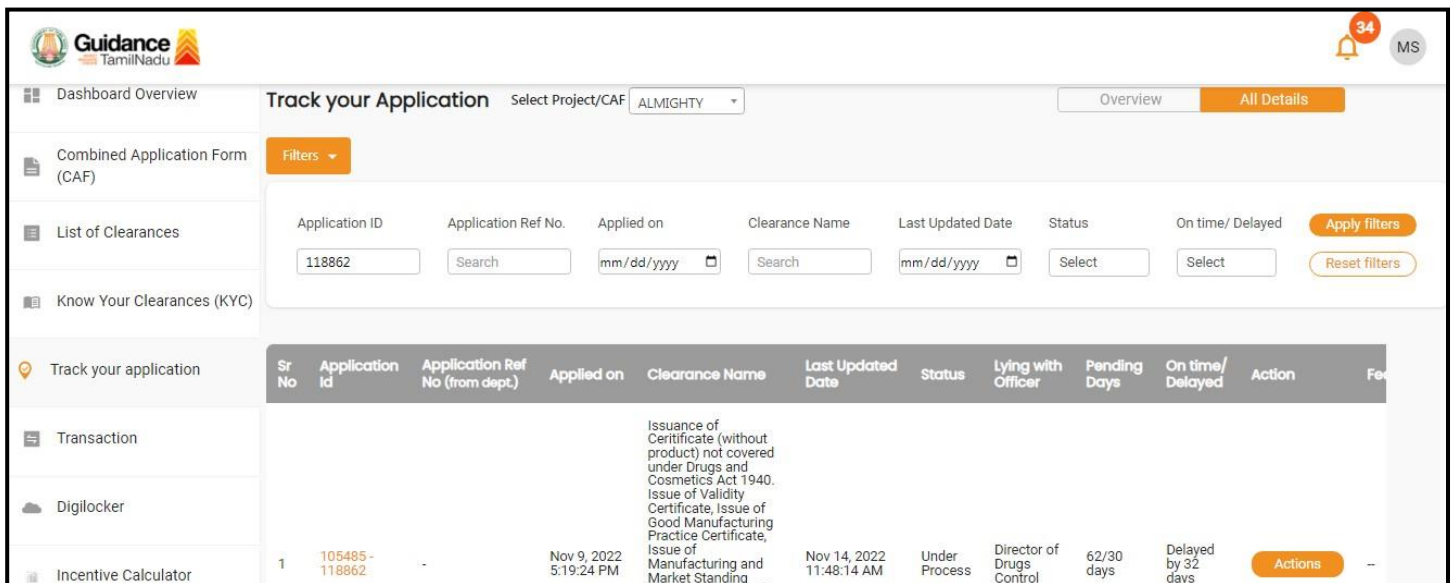 Guidance
TamilNadu
34
MS
Dashboard Overview
Track your Application
Select Project/CAF
ALMIGHTY
Overview
All Details
Combined Application Form
(CAF)
Filters
List of Clearances
Application ID
Application Ref No.
Applied on
Clearance Name
Last Updated Date
Status
On time/ Delayed
Apply filters
118862
Search
mm/dd/yyyy
Search
mm/dd/yyyy
Select
Select
Reset filters
Know Your Clearances (KYC)
Track your application
Sr
No
Application
Id
Application Ref
No (from dept.)
Applied on
Clearance Name
Last Updated
Date
Status
Lying with
Officer
Pending
Days
On time/
Delayed
Action
Fee
Transaction
Digilocker
Incentive Calculator
1
105485 -
118862
-
Nov 9, 2022
5:19:24 PM
Issuance of
Ceritificate (without
product) not covered
under Drugs and
Cosmetics Act 1940.
Issue of Validity
Certificate, Issue of
Good Manufacturing
Practice Certificate,
Issue of
Manufacturing and
Market Standing
Nov 14, 2022
11:48:14 AM
Under
Process
Director of
Drugs
Control
62/30
days
Delayed
by 32
days
Actions
--